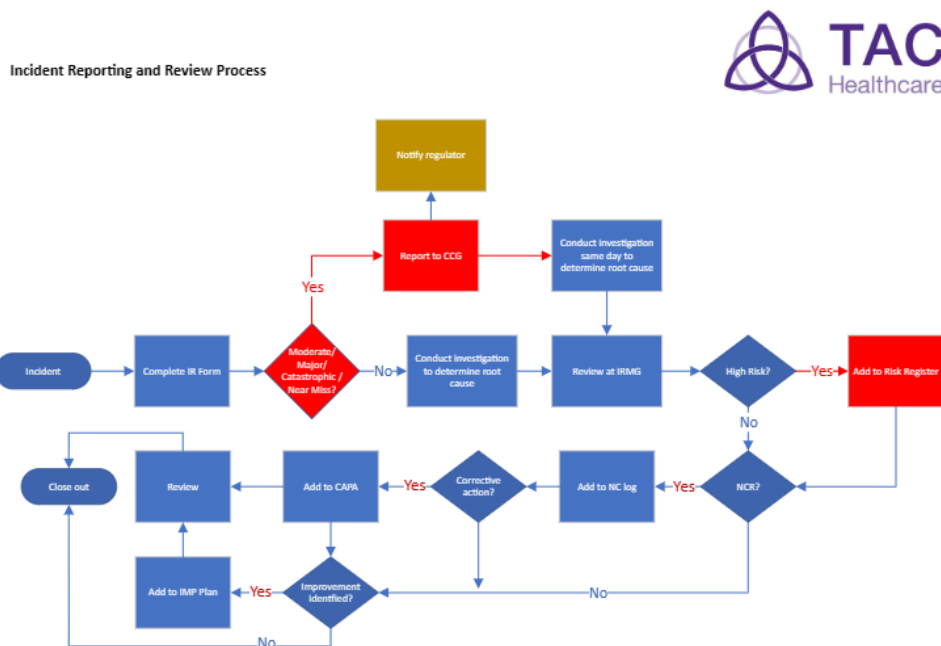 TAC
Healthcare
Incident Reporting and Review Process
Notify regulator
Report to CCG
Conduct investigation
same day to
determine root cause
Yes
Incident
Complete IR Form
Moderate/
Major/
Catastrophic /
Near Miss?
No
Conduct investigation
to determine root
cause
Review at IRMG
High Risk?
Yes
Add to Risk Register
No
Close out
Review
Add to CAPA
Yes
Corrective
action?
Add to NC log
Yes
NCR?
Add to IMP Plan
Yes
Improvement
identified?
No
No